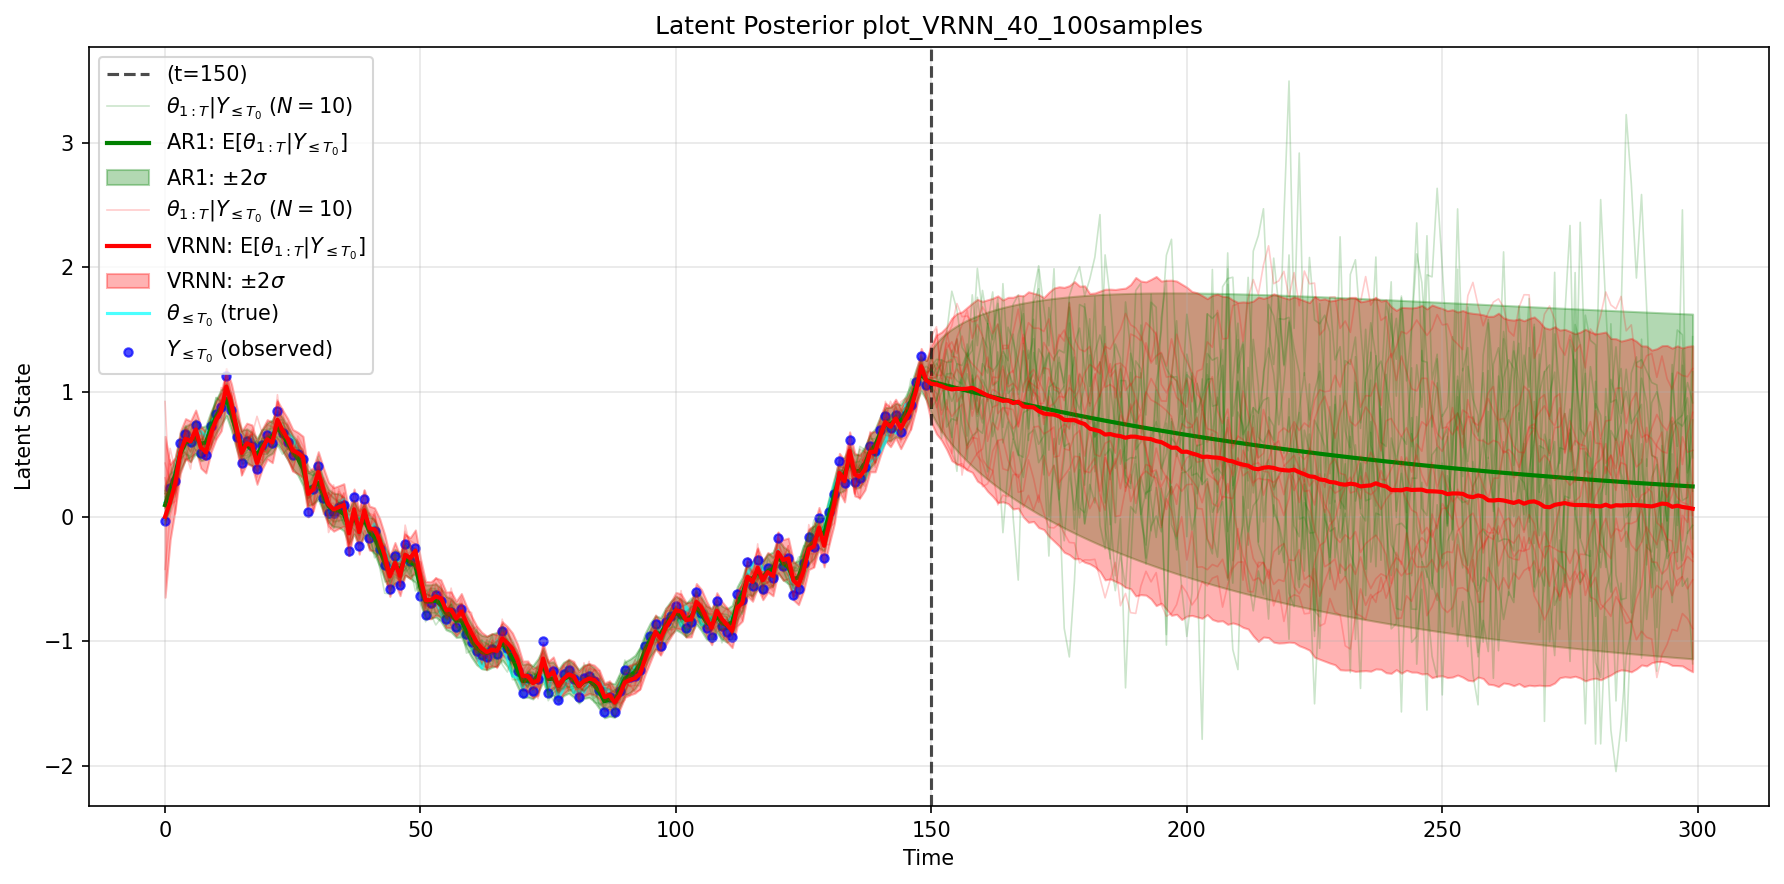 Latent Posterior plot_VRNN_40_100samples
(t=150)
θ₁:T|Y≤T₀ (N = 10)
AR1: E[θ₁:T|Y≤T₀]
AR1: ±2σ
θ₁:T|Y≤T₀ (N = 10)
VRNN: E[θ₁:T|Y≤T₀]
VRNN: ±2σ
θ≤T₀ (true)
Y≤T₀ (observed)
Latent State
3
2
1
0
−1
−2
0 50 100 150 200 250 300
Time